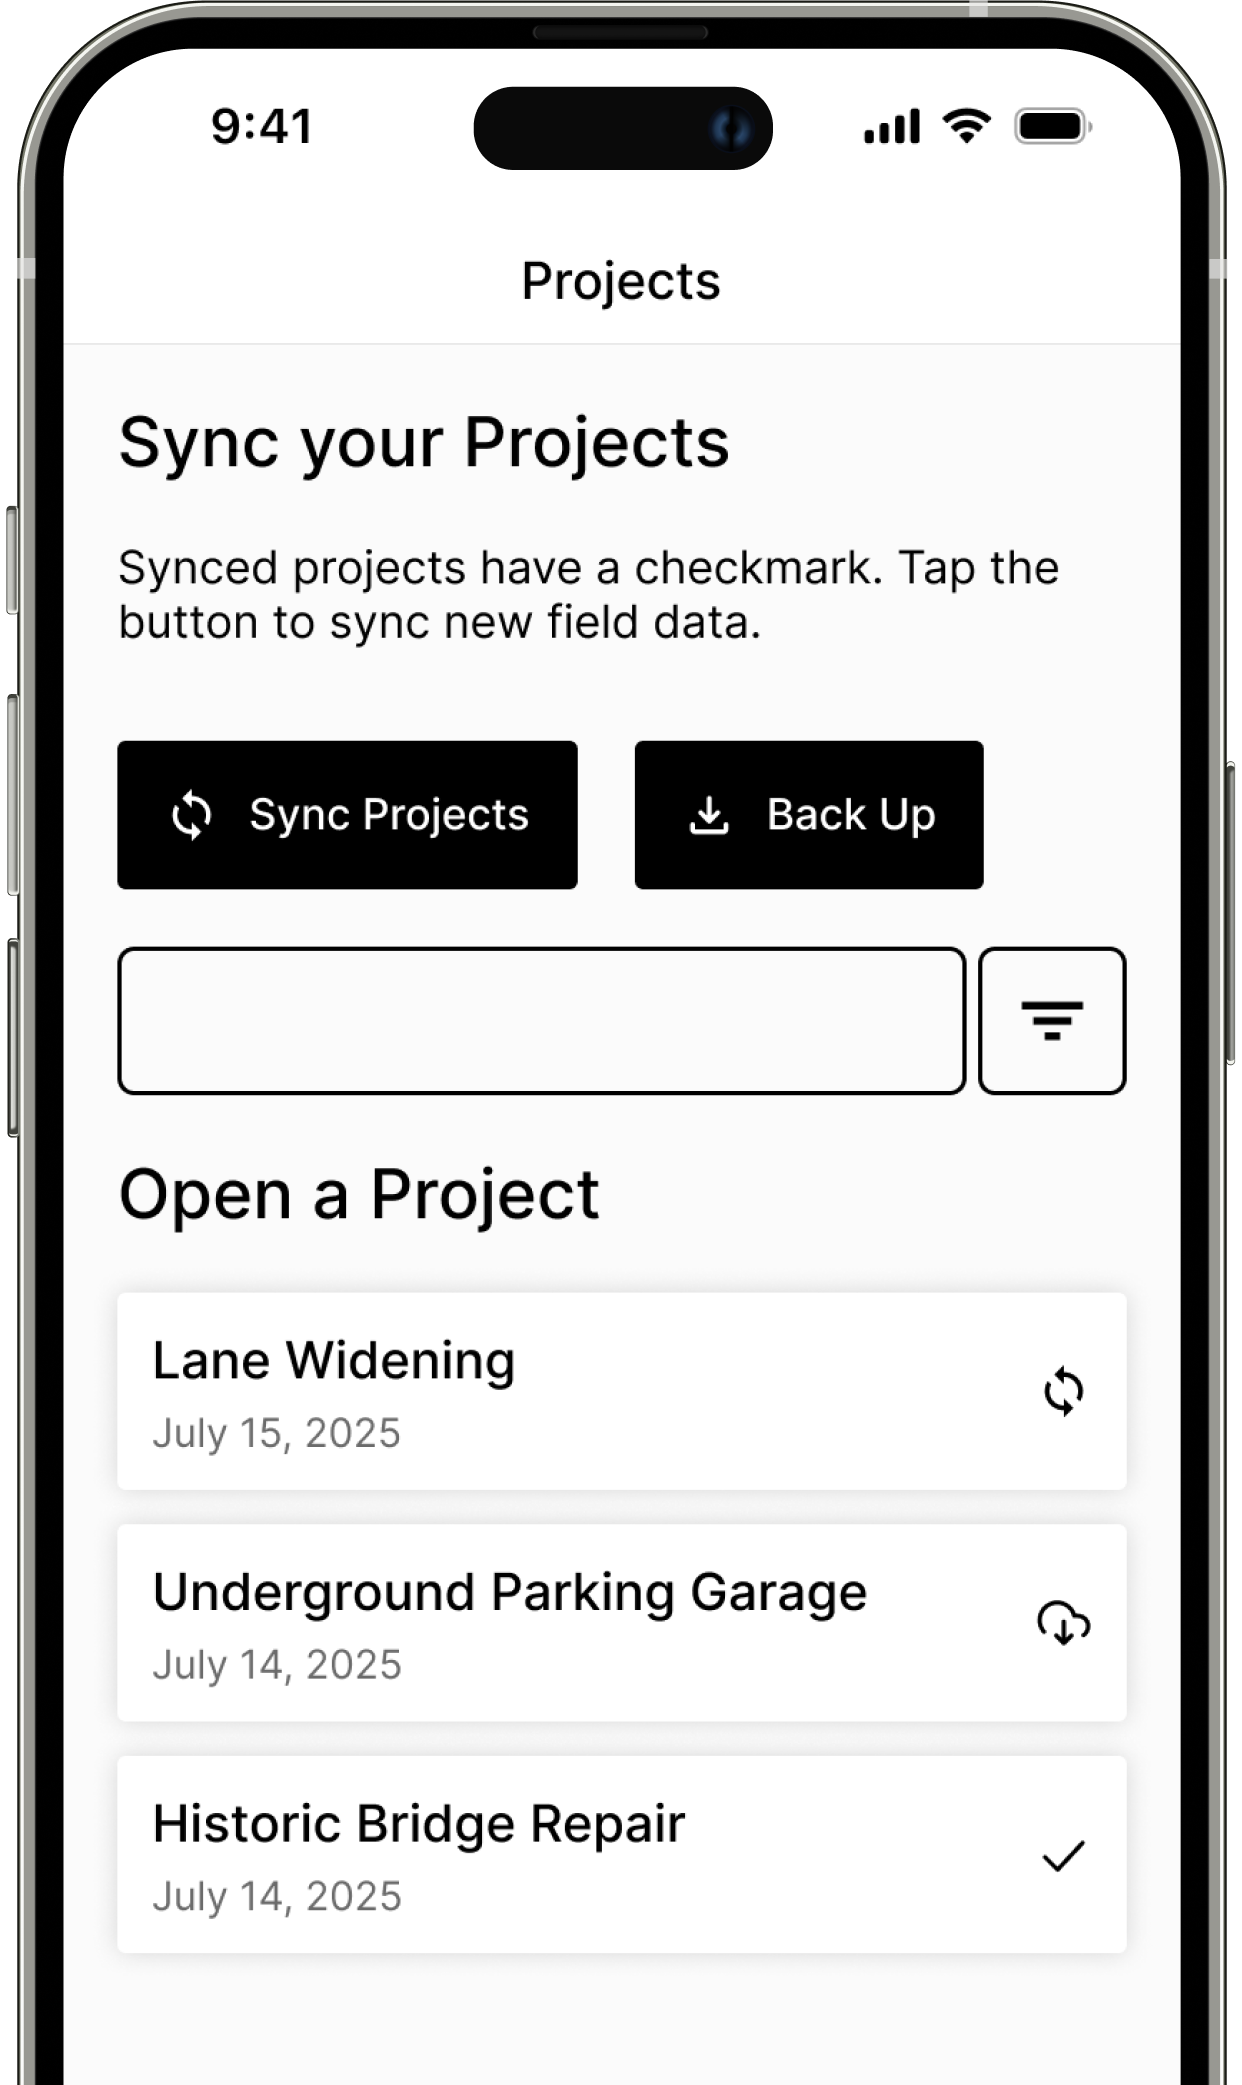 9:41
Projects
Sync your Projects
Synced projects have a checkmark. Tap the
button to sync new field data.
Sync Projects
Back Up
Open a Project
Lane Widening
July 15, 2025
Underground Parking Garage
July 14, 2025
Historic Bridge Repair
July 14, 2025